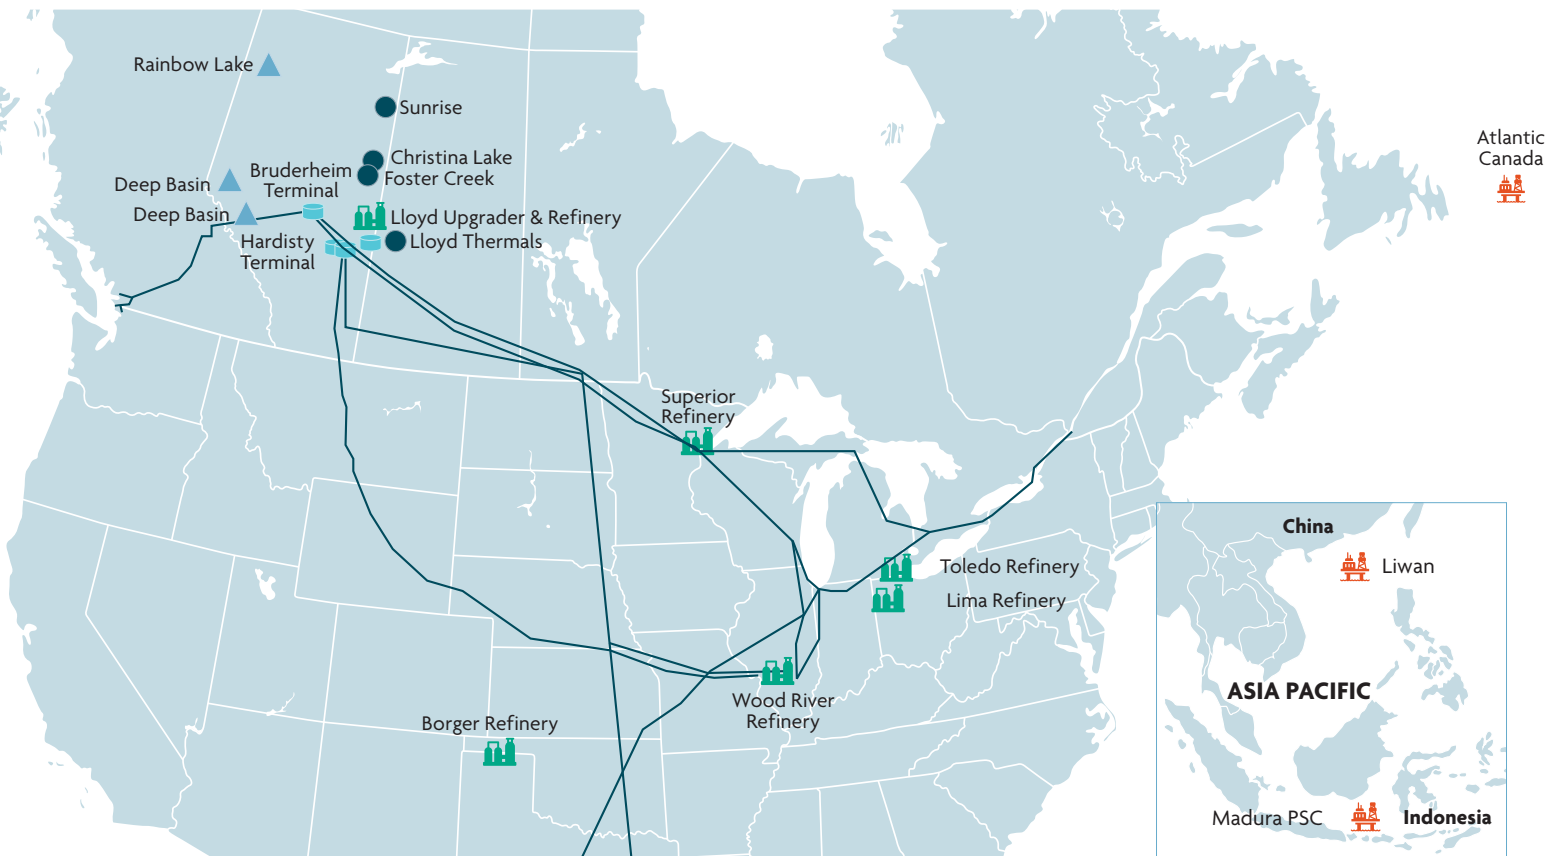 Rainbow Lake
Sunrise
Atlantic
Canada
Christina Lake
Bruderheim
Terminal
Foster Creek
Deep Basin
Deep Basin
Lloyd Upgrader & Refinery
Hardisty
Terminal
Lloyd Thermals
Superior
Refinery
China
Liwan
Toledo Refinery
Lima Refinery
ASIA PACIFIC
Wood River
Refinery
Borger Refinery
Madura PSC
Indonesia